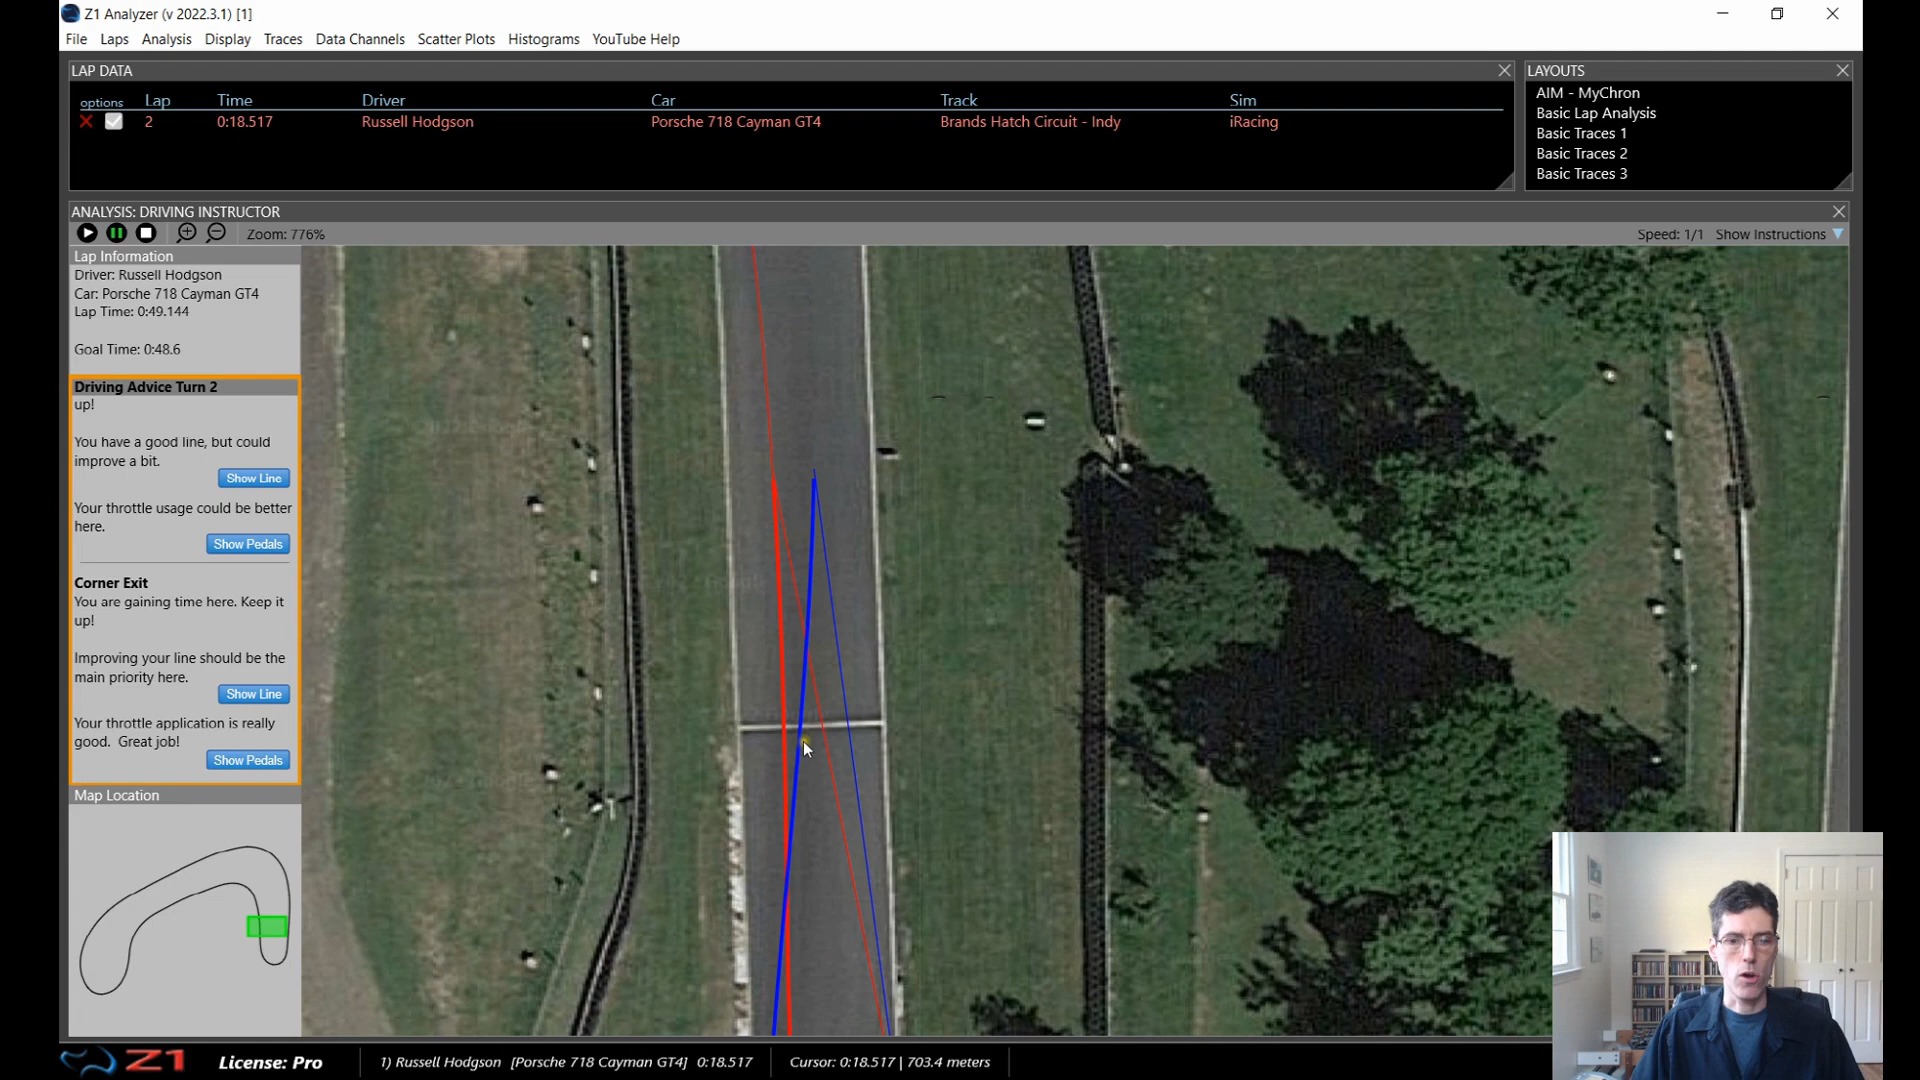 Z1 Analyzer (v 2022.3.1) [1]
File Laps Analysis Display Traces Data Channels Scatter Plots Histograms YouTube Help
LAP DATA
options Lap Time Driver Car Track Sim
2 0:18.517 Russell Hodgson Porsche 718 Cayman GT4 Brands Hatch Circuit - Indy iRacing
LAYOUTS
AIM - MyChron
Basic Lap Analysis
Basic Traces 1
Basic Traces 2
Basic Traces 3
ANALYSIS: DRIVING INSTRUCTOR
Zoom: 776%
Speed: 1/1 Show Instructions
Lap Information
Driver: Russell Hodgson
Car: Porsche 718 Cayman GT4
Lap Time: 0:49.144
Goal Time: 0:48.6
Driving Advice Turn 2
up!
You have a good line, but could
improve a bit.
Show Line
Your throttle usage could be better
here.
Show Pedals
Corner Exit
You are gaining time here. Keep it
up!
Improving your line should be the
main priority here.
Show Line
Your throttle application is really
good. Great job!
Show Pedals
Map Location
Z1 License: Pro 1) Russell Hodgson [Porsche 718 Cayman GT4] 0:18.517 Cursor: 0:18.517 | 703.4 meters